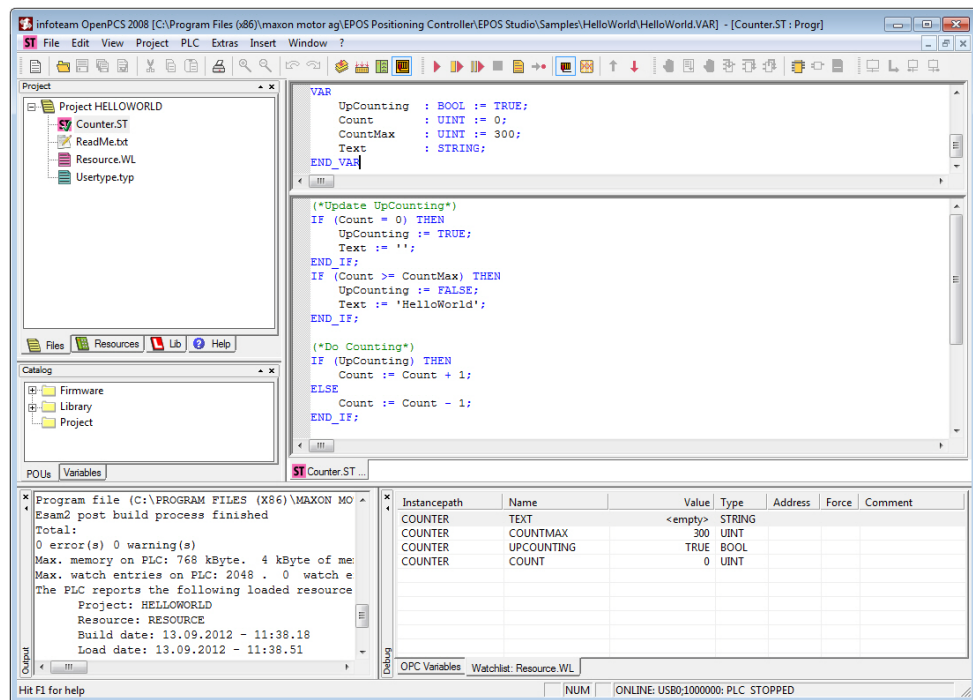 infoteam OpenPCS 2008 [C:\Program Files (x86)\maxon motor ag\EPOS Positioning Controller\EPOS Studio\Samples\HelloWorld\HelloWorld.VAR] - [Counter.ST : Progr]
ST File Edit View Project PLC Extras Insert Window ?
Project
Project HELLOWORLD
ST Counter.ST
ReadMe.txt
Resource.WL
Usertype.typ
Files Resources Lib Help
Catalog
Firmware
Library
Project
POUs Variables
VAR
UpCounting : BOOL := TRUE;
Count : UINT := 0;
CountMax : UINT := 300;
Text : STRING;
END_VAR
(*Update UpCounting*)
IF (Count = 0) THEN
UpCounting := TRUE;
Text := '';
END_IF;
IF (Count >= CountMax) THEN
UpCounting := FALSE;
Text := 'HelloWorld';
END_IF;
(*Do Counting*)
IF (UpCounting) THEN
Count := Count + 1;
ELSE
Count := Count - 1;
END_IF;
ST Counter.ST ...
Output
Program file (C:\PROGRAM FILES (X86)\MAXON MO
Esam2 post build process finished
Total:
0 error(s) 0 warning(s)
Max. memory on PLC: 768 kByte. 4 kByte of me
Max. watch entries on PLC: 2048 . 0 watch e
The PLC reports the following loaded resource
Project: HELLOWORLD
Resource: RESOURCE
Build date: 13.09.2012 - 11:38.18
Load date: 13.09.2012 - 11:38.51
Debug
Instancepath Name Value Type Address Force Comment
COUNTER TEXT <empty> STRING
COUNTER COUNTMAX 300 UINT
COUNTER UPCOUNTING TRUE BOOL
COUNTER COUNT 0 UINT
OPC Variables Watchlist: Resource.WL
Hit F1 for help NUM ONLINE: USB0;1000000: PLC STOPPED